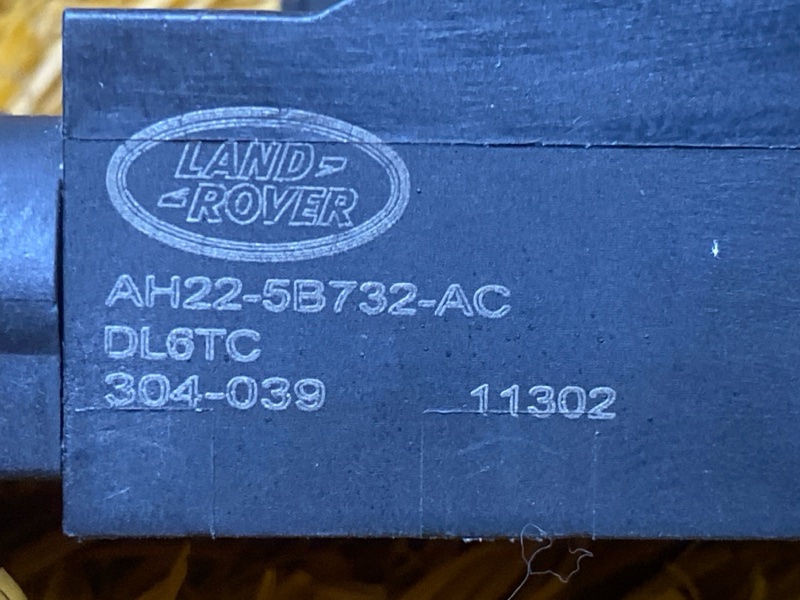 LAND-
-ROVER
AH22-5B732-AC
DL6TC
304-039 11302